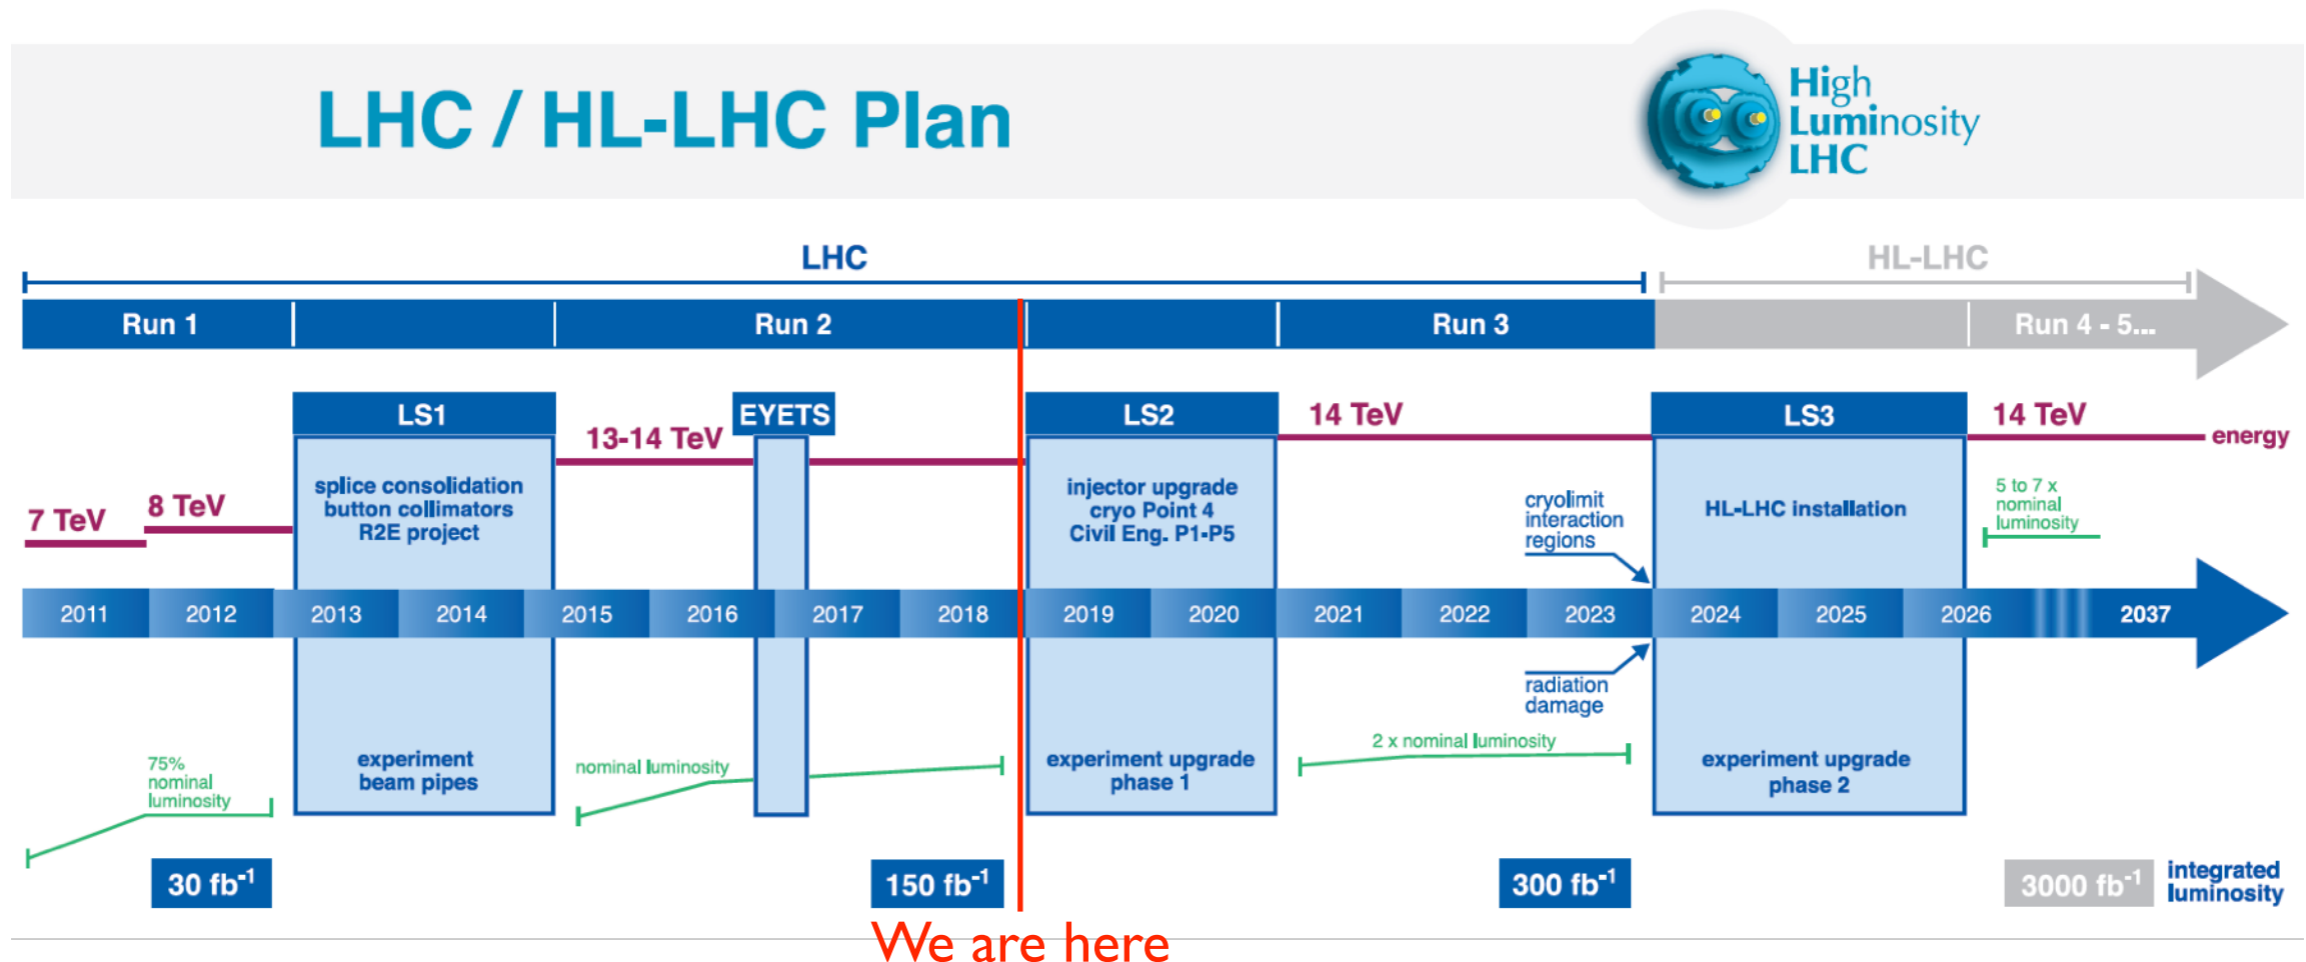 LHC / HL-LHC Plan
High
Luminosity
LHC
LHC
HL-LHC
Run 1
Run 2
Run 3
Run 4 - 5...
LS1
EYETS
LS2
14 TeV
LS3
14 TeV
13-14 TeV
energy
7 TeV
8 TeV
splice consolidation
button collimators
R2E project
injector upgrade
cryo Point 4
Civil Eng. P1-P5
cryolimit
interaction
regions
HL-LHC installation
5 to 7 x
nominal
luminosity
2011
2012
2013
2014
2015
2016
2017
2018
2019
2020
2021
2022
2023
2024
2025
2026
2037
radiation
damage
75%
nominal
luminosity
experiment
beam pipes
nominal luminosity
experiment upgrade
phase 1
2 x nominal luminosity
experiment upgrade
phase 2
30 fb⁻¹
150 fb⁻¹
300 fb⁻¹
3000 fb⁻¹
integrated
luminosity
We are here